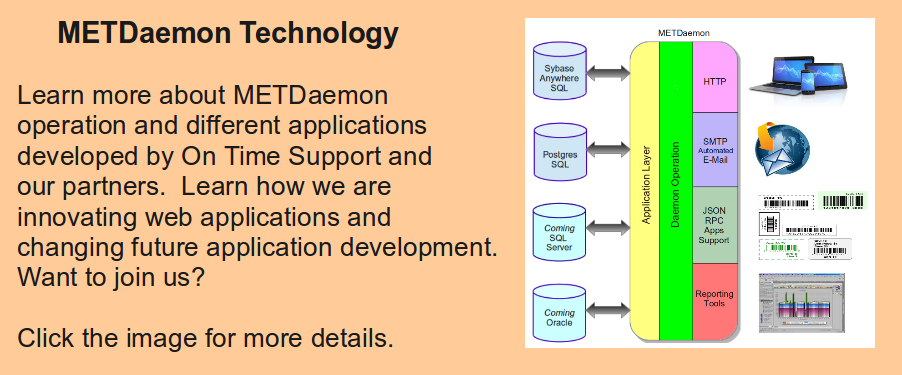 METDaemon Technology
Learn more about METDaemon
operation and different applications
developed by On Time Support and
our partners.  Learn how we are
innovating web applications and
changing future application development.
Want to join us?
Click the image for more details.
METDaemon
Sybase
Anywhere
SQL
Postgres
SQL
Coming
SQL
Server
Coming
Oracle
Application Layer
Daemon Operation
HTTP
SMTP
Automated
E-Mail
JSON
RPC
Apps
Support
Reporting
Tools